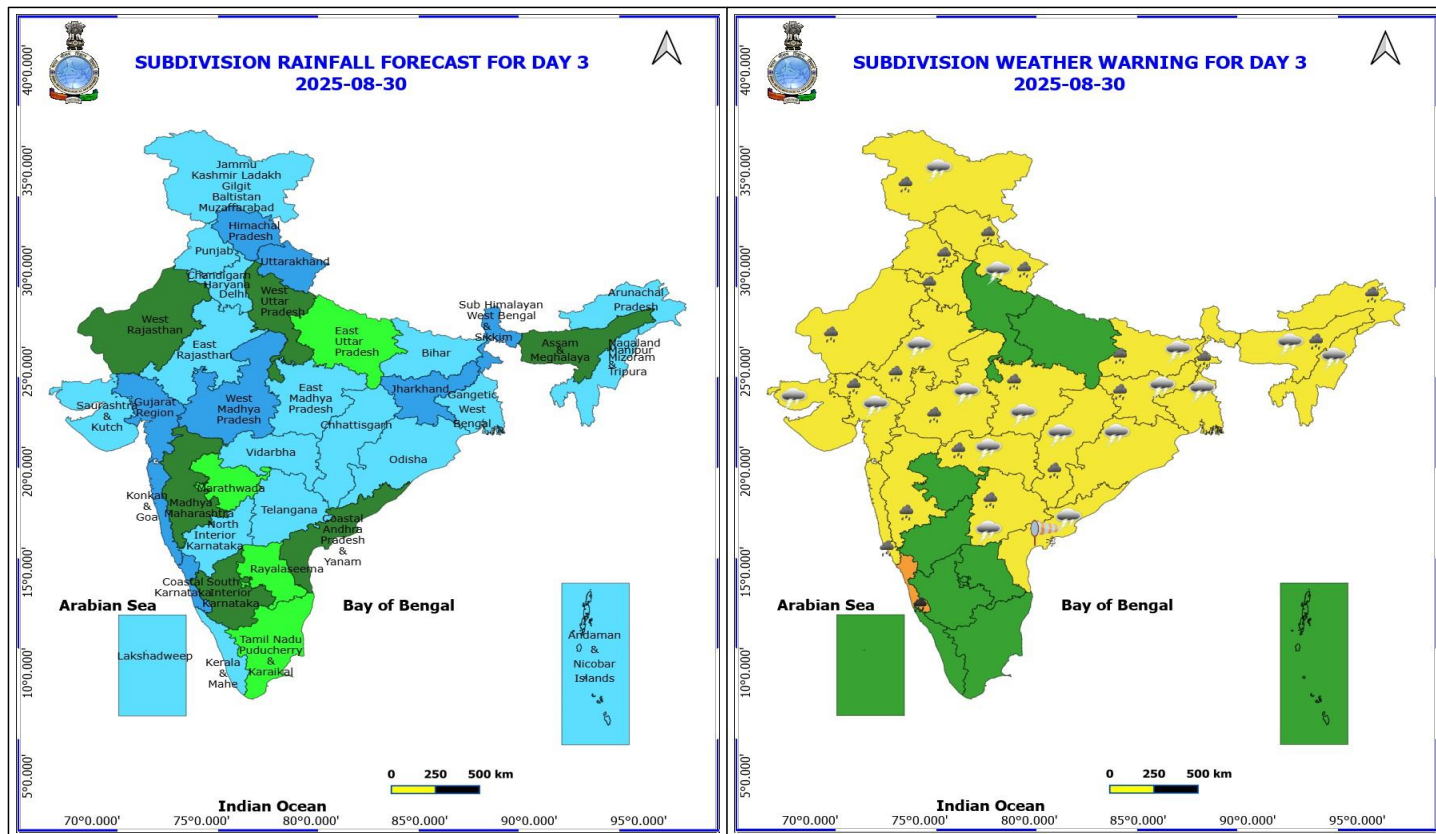 SUBDIVISION RAINFALL FORECAST FOR DAY 3
2025-08-30
40°0.000'
35°0.000'
30°0.000'
25°0.000'
20°0.000'
15°0.000'
10°0.000'
5°0.000'
Jammu
Kashmir Ladakh
Gilgit
Baltistan
Muzaffarabad
Himachal
Pradesh
Punjab
Uttarakhand
Chandigarh
Haryana
Delhi
West
Uttar
Pradesh
West
Rajasthan
East
Rajasthan
East
Uttar
Pradesh
Sub Himalayan
West Bengal
&
Sikkim
Arunachal
Pradesh
Assam
&
Meghalaya
Nagaland
Manipur
Mizoram
&
Tripura
Bihar
Jharkhand
Gangetic
West
Bengal
East
Madhya
Pradesh
West
Madhya
Pradesh
Gujarat
Region
Saurashtra
&
Kutch
Chhattisgarh
Vidarbha
Odisha
Konkan
&
Goa
Marathwada
Madhya
Maharashtra
Telangana
North
Interior
Karnataka
Coastal
Andhra
Pradesh
&
Yanam
Rayalaseema
Coastal
Karnataka
South
Interior
Karnataka
Tamil Nadu
Puducherry
&
Karaikal
Kerala
&
Mahe
Lakshadweep
Andaman
&
Nicobar
Islands
Arabian Sea
Bay of Bengal
0 250 500 km
Indian Ocean
70°0.000' 75°0.000' 80°0.000' 85°0.000' 90°0.000' 95°0.000'
SUBDIVISION WEATHER WARNING FOR DAY 3
2025-08-30
40°0.000'
35°0.000'
30°0.000'
25°0.000'
20°0.000'
15°0.000'
10°0.000'
5°0.000'
Arabian Sea
Bay of Bengal
0 250 500 km
Indian Ocean
70°0.000' 75°0.000' 80°0.000' 85°0.000' 90°0.000' 95°0.000'